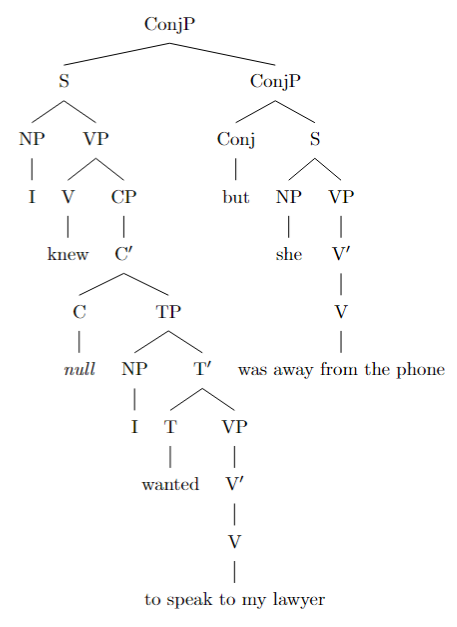 ConjP
S ConjP
NP VP Conj S
I V CP but NP VP
knew C′ she V′
C TP V
null NP T′ was away from the phone
I T VP
wanted V′
V
to speak to my lawyer